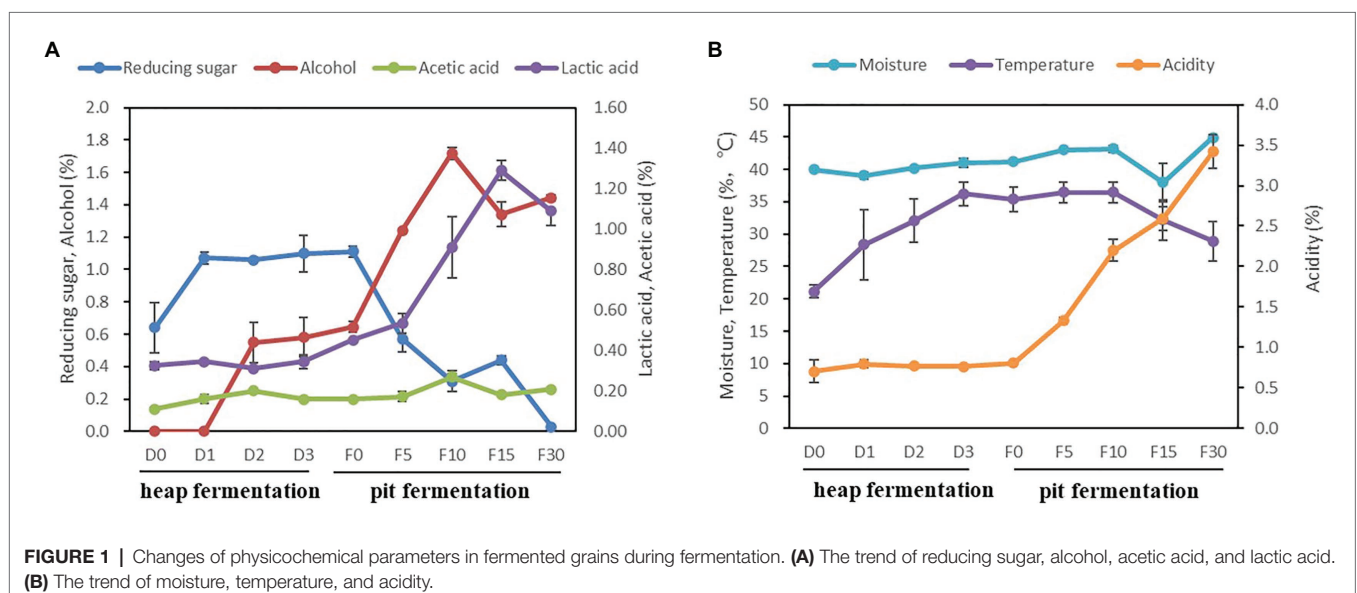 A
Reducing sugar Alcohol Acetic acid Lactic acid
Reducing sugar, Alcohol (%)
2.0
1.8
1.6
1.4
1.2
1.0
0.8
0.6
0.4
0.2
0.0
1.60
1.40
1.20
1.00
0.80
0.60
0.40
0.20
0.00
Lactic acid, Acetic acid (%)
D0 D1 D2 D3 F0 F5 F10 F15 F30
heap fermentation pit fermentation
B
Moisture Temperature Acidity
Moisture, Temperature (%, ℃)
50
45
40
35
30
25
20
15
10
5
0
4.0
3.5
3.0
2.5
2.0
1.5
1.0
0.5
0.0
Acidity (%)
D0 D1 D2 D3 F0 F5 F10 F15 F30
heap fermentation pit fermentation
FIGURE 1 | Changes of physicochemical parameters in fermented grains during fermentation. (A) The trend of reducing sugar, alcohol, acetic acid, and lactic acid.
(B) The trend of moisture, temperature, and acidity.